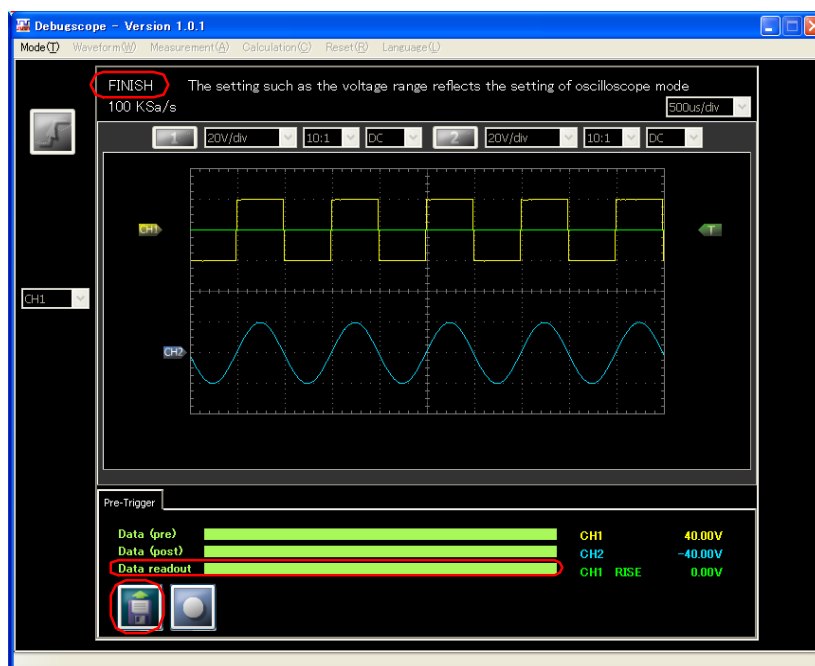 Debugscope - Version 1.0.1
Mode(T) Waveform(W) Measurement(A) Calculation(C) Reset(R) Language(L)
FINISH The setting such as the voltage range reflects the setting of oscilloscope mode
100 KSa/s 500us/div
1 20V/div 10:1 DC 2 20V/div 10:1 DC
CH1 T
CH1
CH2
Pre-Trigger
Data (pre) CH1 40.00V
Data (post) CH2 -40.00V
Data readout CH1 RISE 0.00V